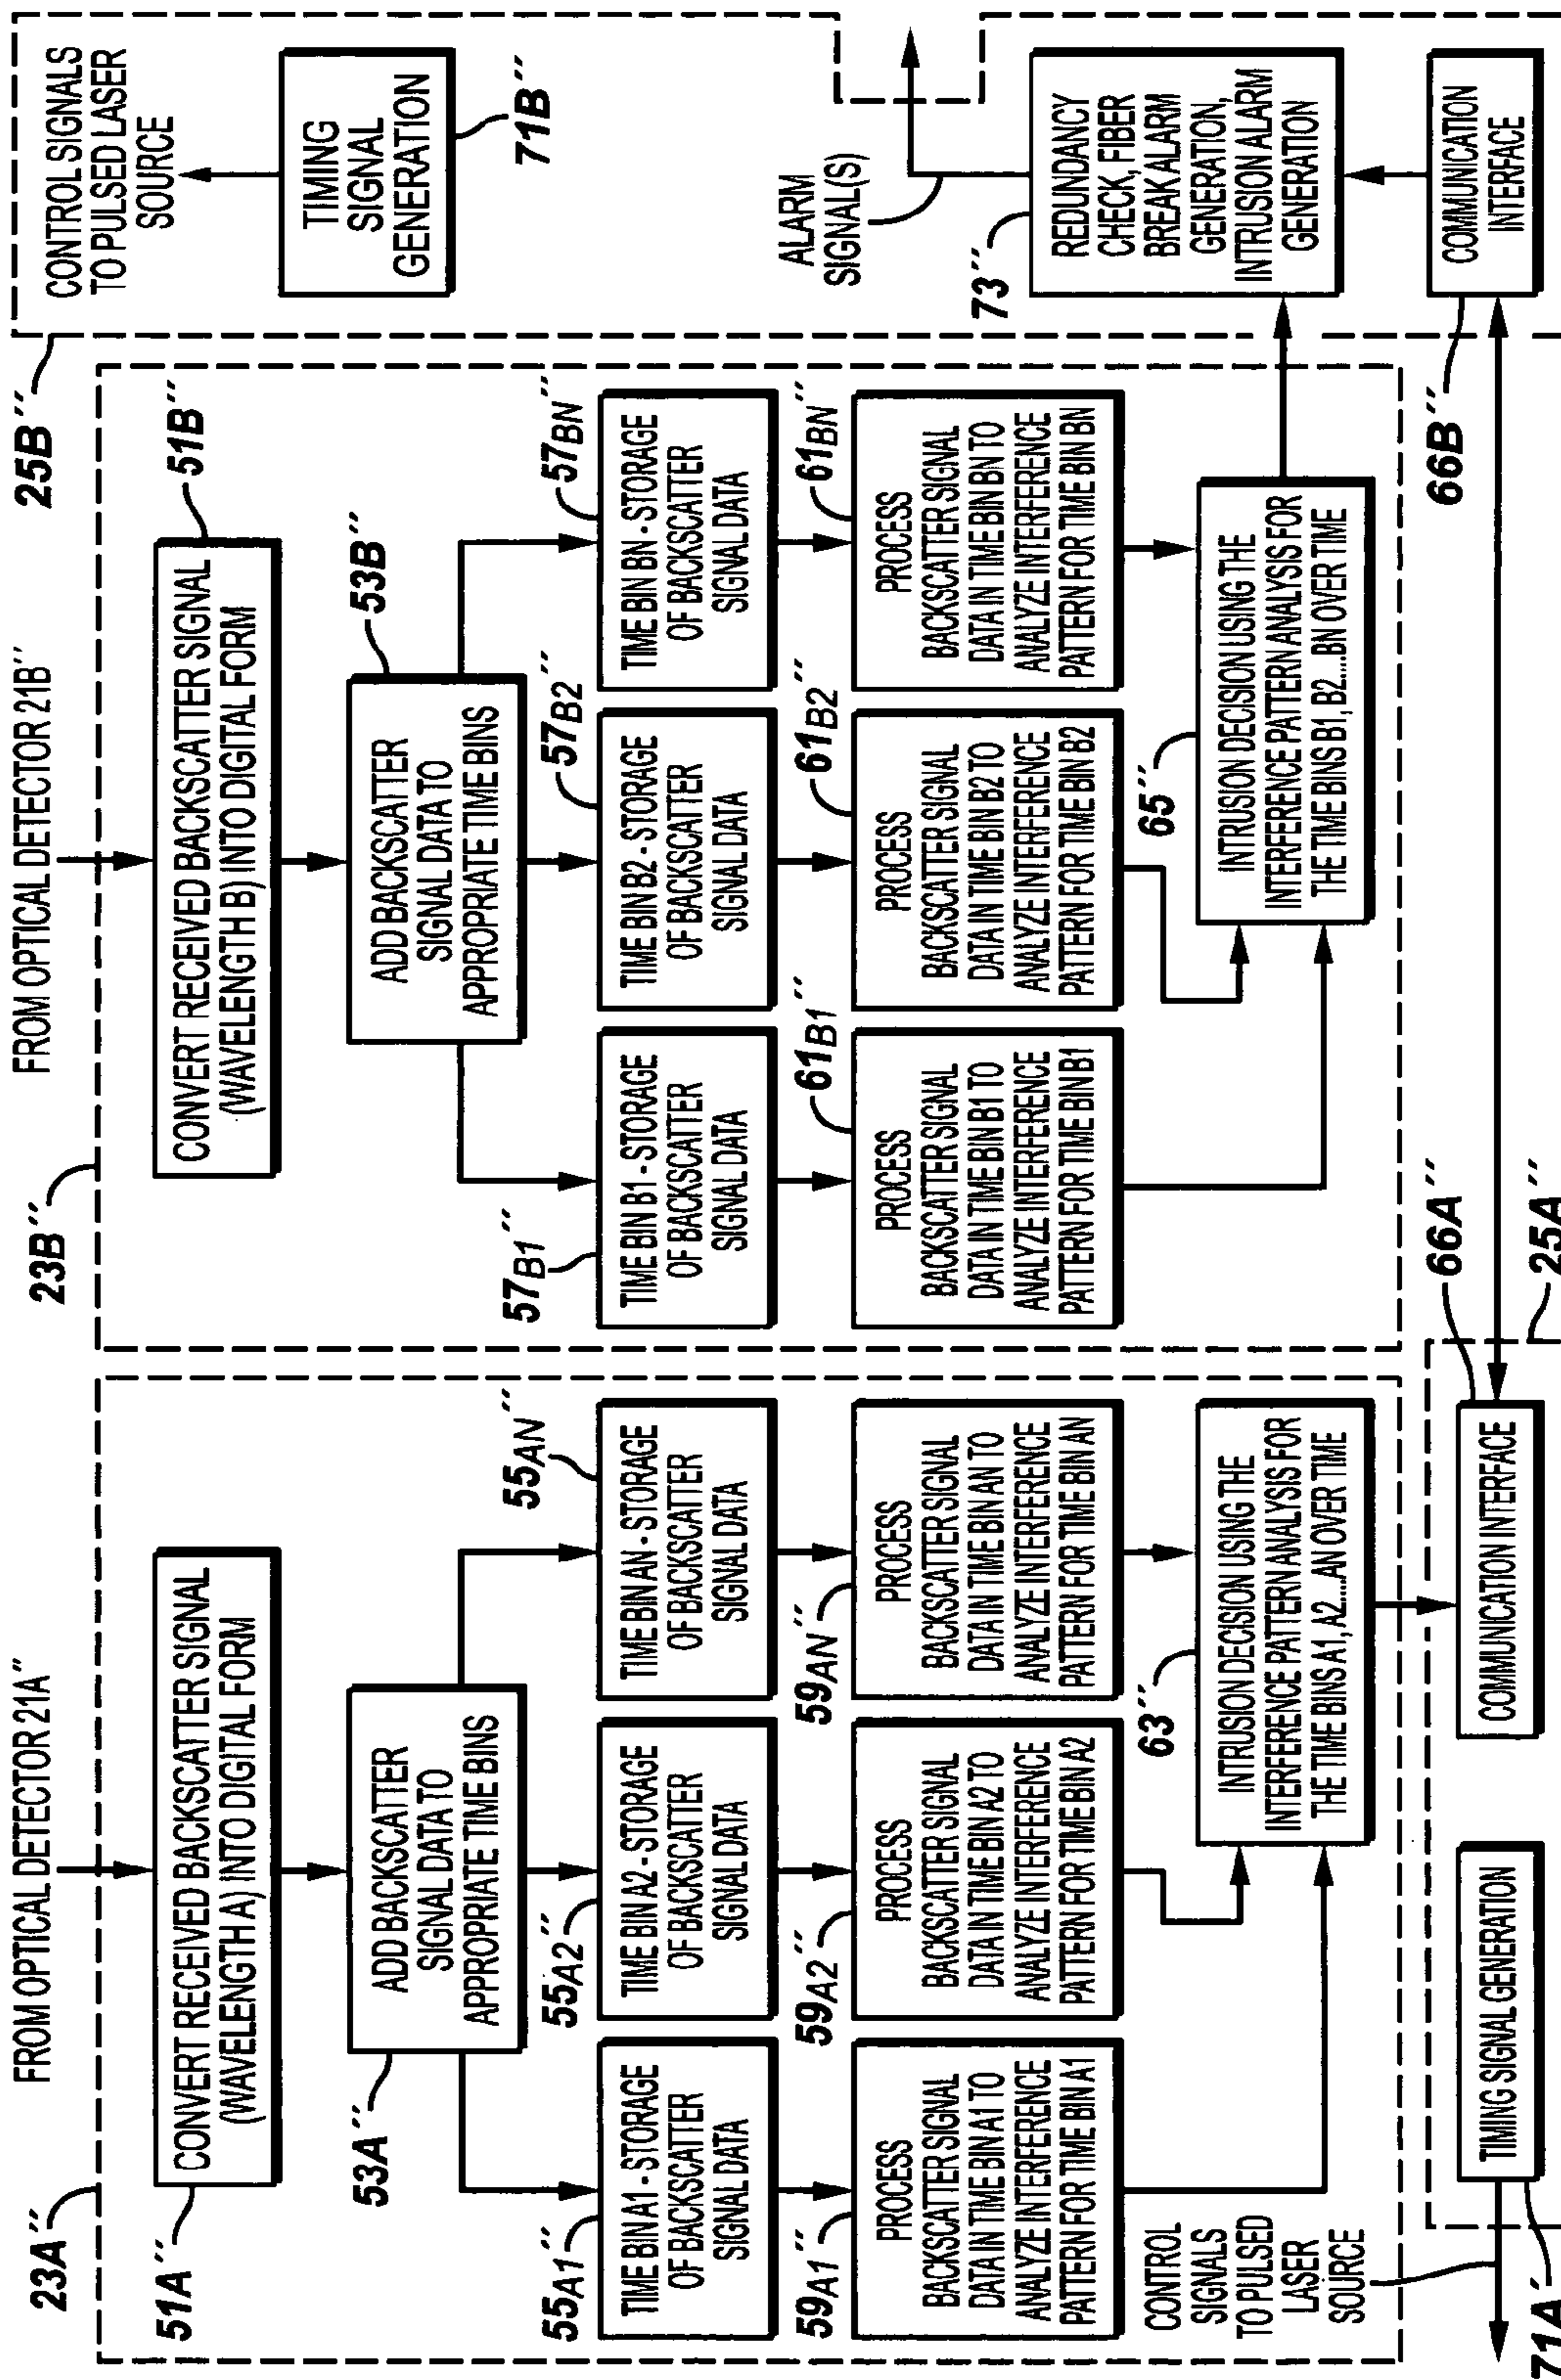 FROM OPTICAL DETECTOR 21A''
23A''
CONVERT RECEIVED BACKSCATTER SIGNAL
(WAVELENGTH A) INTO DIGITAL FORM
51A''
ADD BACKSCATTER
SIGNAL DATA TO
APPROPRIATE TIME BINS
53A''
TIME BIN A1 - STORAGE
OF BACKSCATTER
SIGNAL DATA
55A1''
TIME BIN A2 - STORAGE
OF BACKSCATTER
SIGNAL DATA
55A2''
TIME BIN AN - STORAGE
OF BACKSCATTER
SIGNAL DATA
55AN''
PROCESS
BACKSCATTER SIGNAL
DATA IN TIME BIN A1 TO
ANALYZE INTERFERENCE
PATTERN FOR TIME BIN A1
59A1''
PROCESS
BACKSCATTER SIGNAL
DATA IN TIME BIN A2 TO
ANALYZE INTERFERENCE
PATTERN FOR TIME BIN A2
59A2''
PROCESS
BACKSCATTER SIGNAL
DATA IN TIME BIN AN TO
ANALYZE INTERFERENCE
PATTERN FOR TIME BIN AN
59AN''
INTRUSION DECISION USING THE
INTERFERENCE PATTERN ANALYSIS FOR
THE TIME BINS A1, A2....AN OVER TIME
63''
CONTROL
SIGNALS
TO PULSED
LASER
SOURCE
TIMING SIGNAL GENERATION
71A''
COMMUNICATION INTERFACE
66A''
25A''
FROM OPTICAL DETECTOR 21B''
23B''
CONVERT RECEIVED BACKSCATTER SIGNAL
(WAVELENGTH B) INTO DIGITAL FORM
51B''
ADD BACKSCATTER
SIGNAL DATA TO
APPROPRIATE TIME BINS
53B''
TIME BIN B1 - STORAGE
OF BACKSCATTER
SIGNAL DATA
57B1''
TIME BIN B2 - STORAGE
OF BACKSCATTER
SIGNAL DATA
57B2''
TIME BIN BN - STORAGE
OF BACKSCATTER
SIGNAL DATA
57BN''
PROCESS
BACKSCATTER SIGNAL
DATA IN TIME BIN B1 TO
ANALYZE INTERFERENCE
PATTERN FOR TIME BIN B1
61B1''
PROCESS
BACKSCATTER SIGNAL
DATA IN TIME BIN B2 TO
ANALYZE INTERFERENCE
PATTERN FOR TIME BIN B2
61B2''
PROCESS
BACKSCATTER SIGNAL
DATA IN TIME BIN BN TO
ANALYZE INTERFERENCE
PATTERN FOR TIME BIN BN
61BN''
INTRUSION DECISION USING THE
INTERFERENCE PATTERN ANALYSIS FOR
THE TIME BINS B1, B2....BN OVER TIME
65''
25B''
CONTROL SIGNALS
TO PULSED LASER
SOURCE
TIMING
SIGNAL
GENERATION
71B''
ALARM
SIGNAL(S)
73''
REDUNDANCY
CHECK, FIBER
BREAK ALARM
GENERATION,
INTRUSION ALARM
GENERATION
COMMUNICATION
INTERFACE
66B''